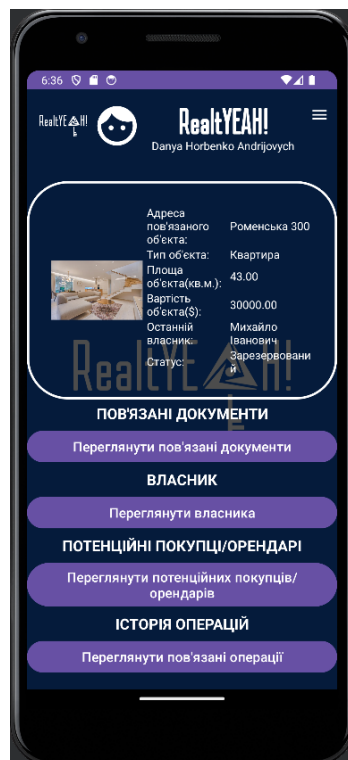 6:36
RealtYEAH!
RealtYEAH!
Danya Horbenko Andrijovych
Адреса
пов'язаного
об'єкта:
Роменська 300
Тип об'єкта:
Квартира
Площа
об'єкта(кв.м.):
43.00
Вартість
об'єкта($):
30000.00
Останній
власник:
Михайло
Іванович
Статус:
Зарезервовани
й
RealtYEAH!
ПОВ'ЯЗАНІ ДОКУМЕНТИ
Переглянути пов'язані документи
ВЛАСНИК
Переглянути власника
ПОТЕНЦІЙНІ ПОКУПЦІ/ОРЕНДАРІ
Переглянути потенційних покупців/
орендарів
ІСТОРІЯ ОПЕРАЦІЙ
Переглянути пов'язані операції